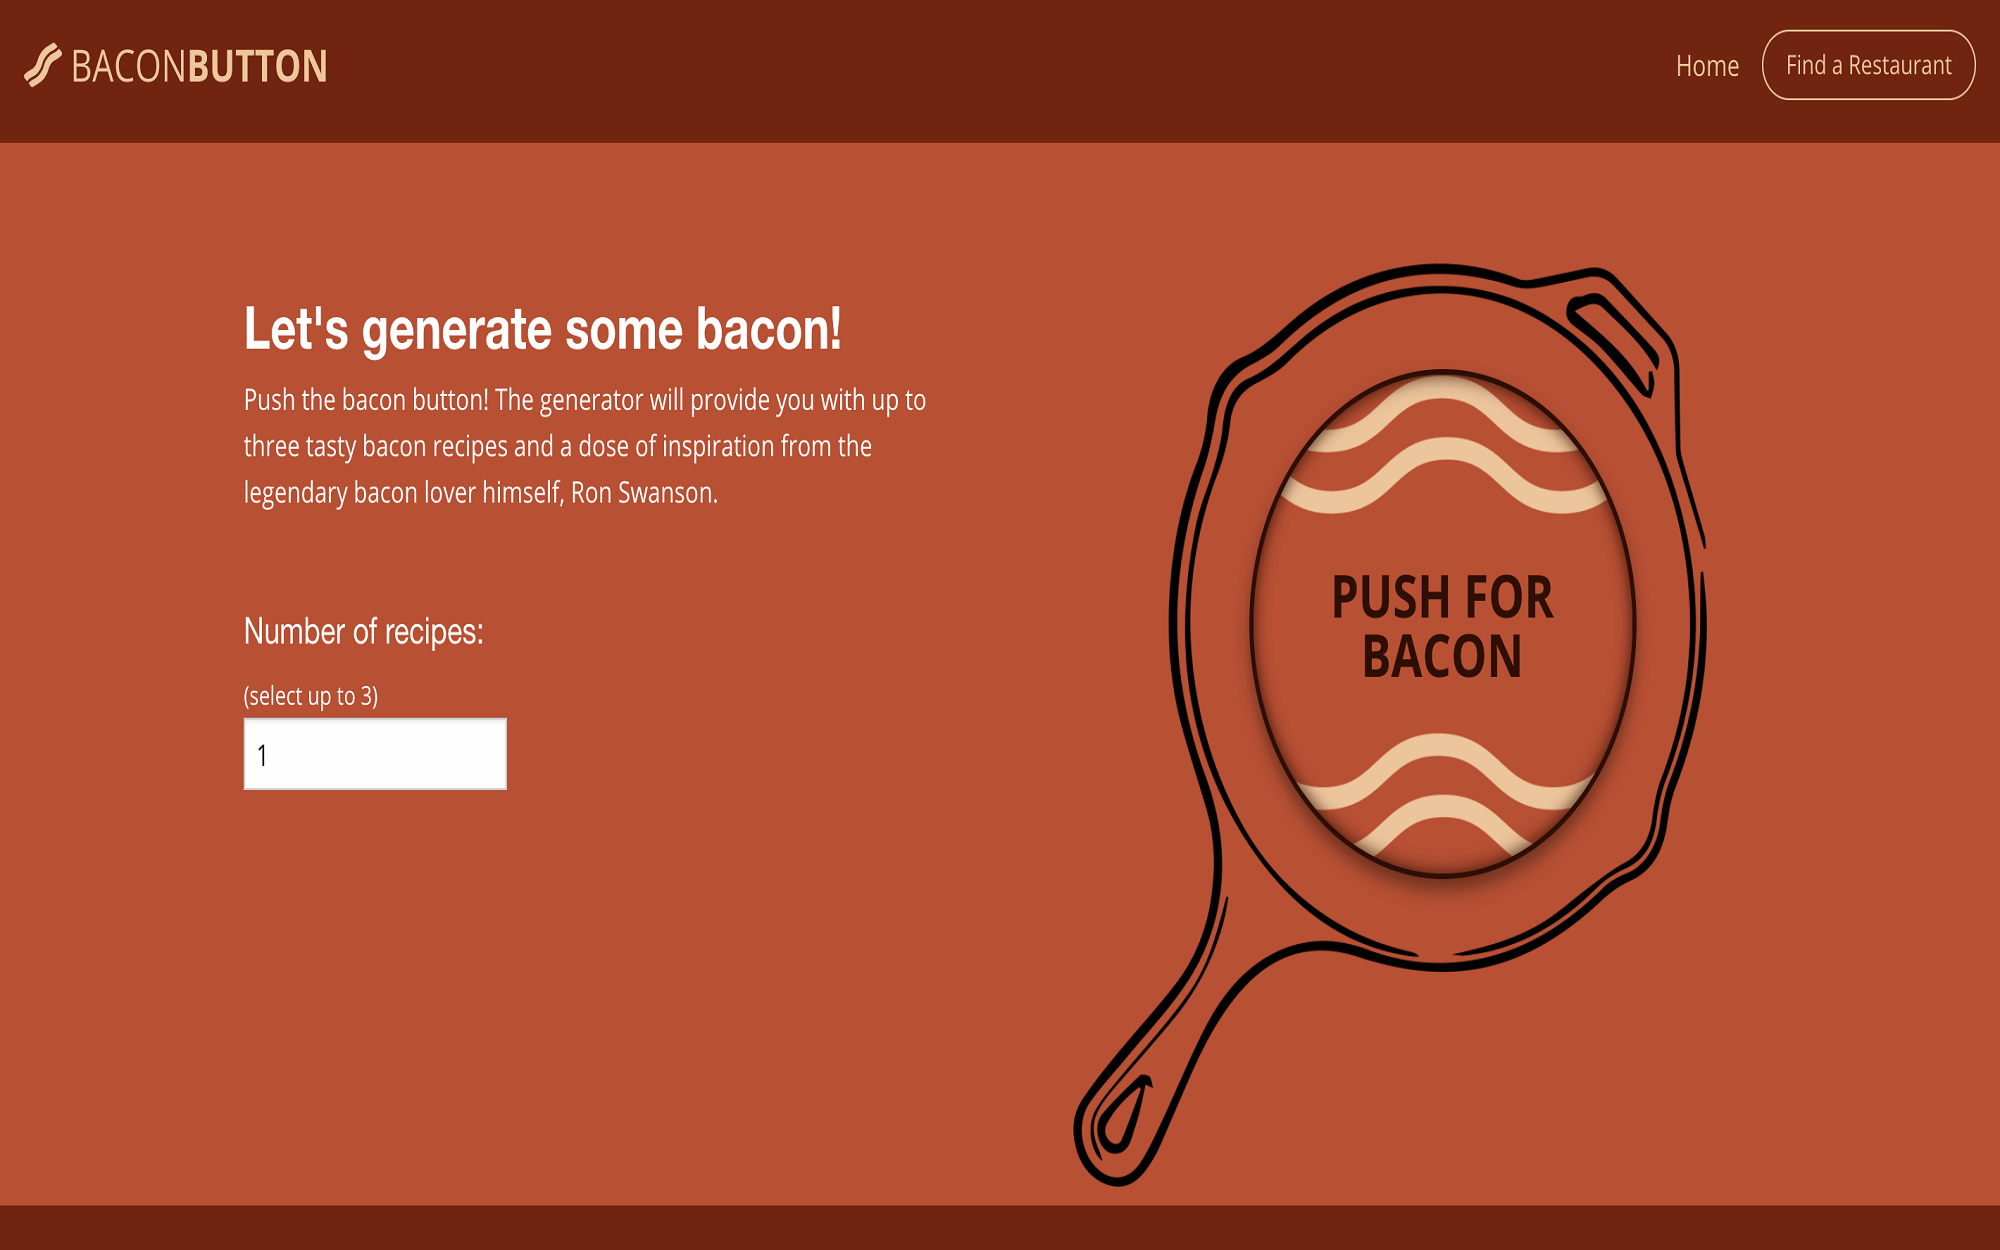 BACONBUTTON
Home
Find a Restaurant
Let's generate some bacon!
Push the bacon button! The generator will provide you with up to
three tasty bacon recipes and a dose of inspiration from the
legendary bacon lover himself, Ron Swanson.
Number of recipes:
(select up to 3)
1
PUSH FOR
BACON